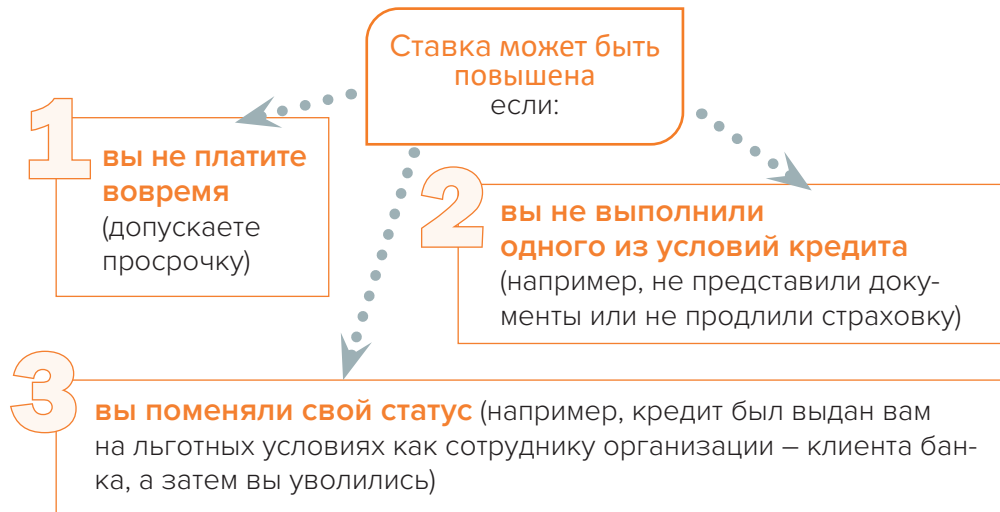 Ставка может быть
повышена
если:
1
вы не платите
вовремя
(допускаете
просрочку)
2
вы не выполнили
одного из условий кредита
(например, не представили доку-
менты или не продлили страховку)
3
вы поменяли свой статус (например, кредит был выдан вам
на льготных условиях как сотруднику организации – клиента бан-
ка, а затем вы уволились)